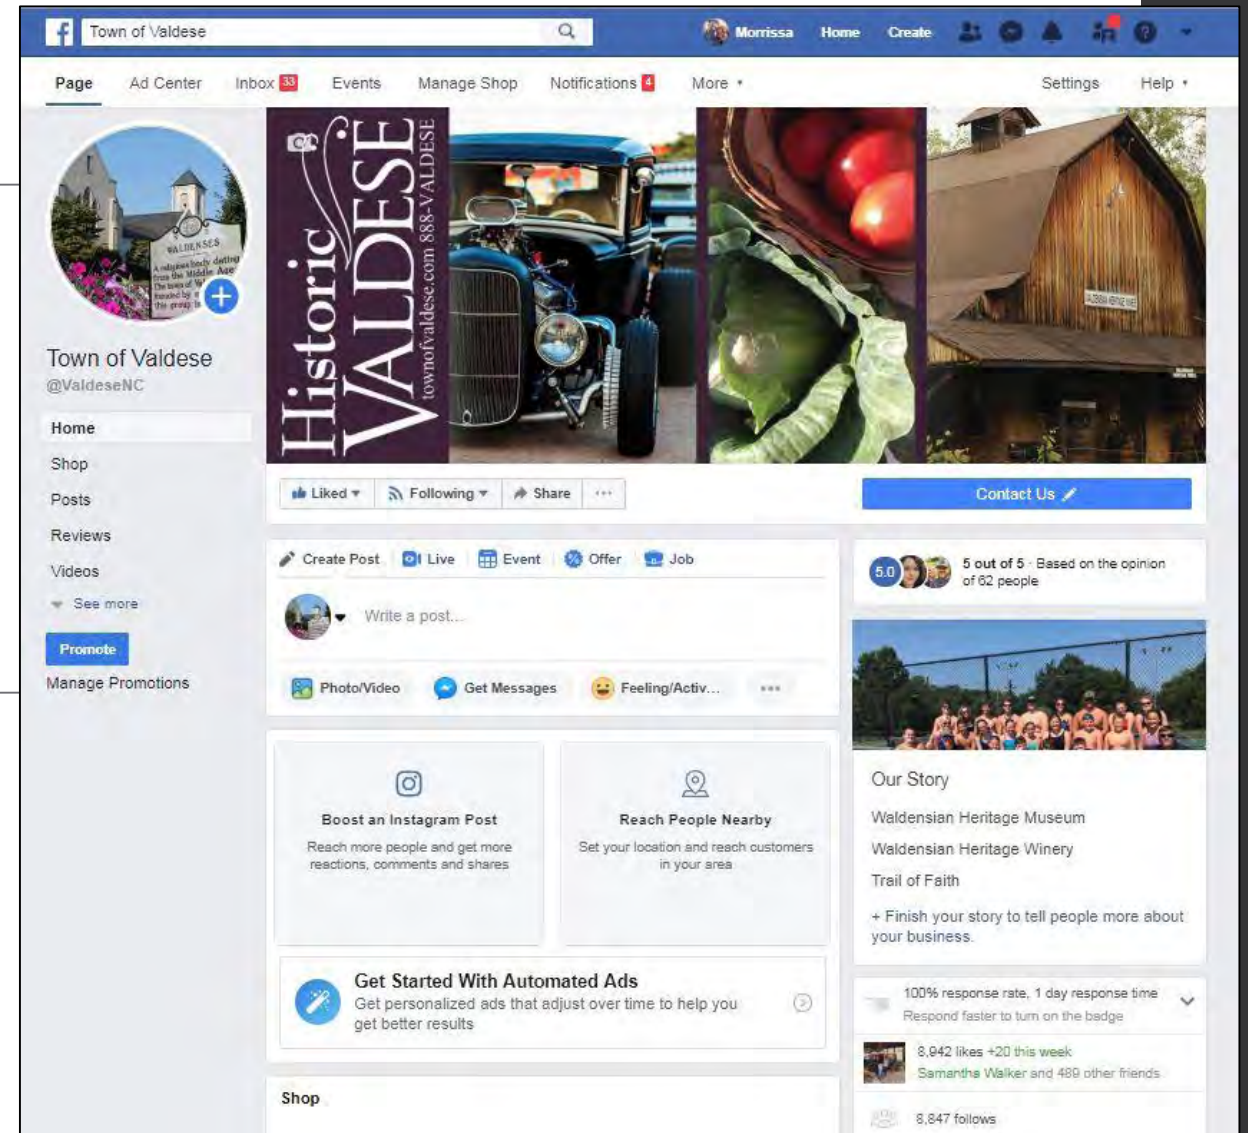 Town of Valdese
Morrissa Home Create
Page Ad Center Inbox 33 Events Manage Shop Notifications 4 More Settings Help
WALDENSES
A religious body dating
from the Middle Age
Historic
VALDESE
townofvaldese.com 888-VALDESE
Town of Valdese
@ValdeseNC
Home
Shop
Posts
Reviews
Videos
See more
Promote
Manage Promotions
Liked Following Share
Contact Us
Create Post Live Event Offer Job
Write a post...
Photo/Video Get Messages Feeling/Activ...
5.0 5 out of 5 · Based on the opinion
of 62 people
Boost an Instagram Post
Reach more people and get more
reactions, comments and shares
Reach People Nearby
Set your location and reach customers
in your area
Our Story
Waldensian Heritage Museum
Waldensian Heritage Winery
Trail of Faith
+ Finish your story to tell people more about
your business.
Get Started With Automated Ads
Get personalized ads that adjust over time to help you
get better results
100% response rate, 1 day response time
Respond faster to turn on the badge
8,942 likes +20 this week
Samantha Walker and 489 other friends
8,847 follows
Shop